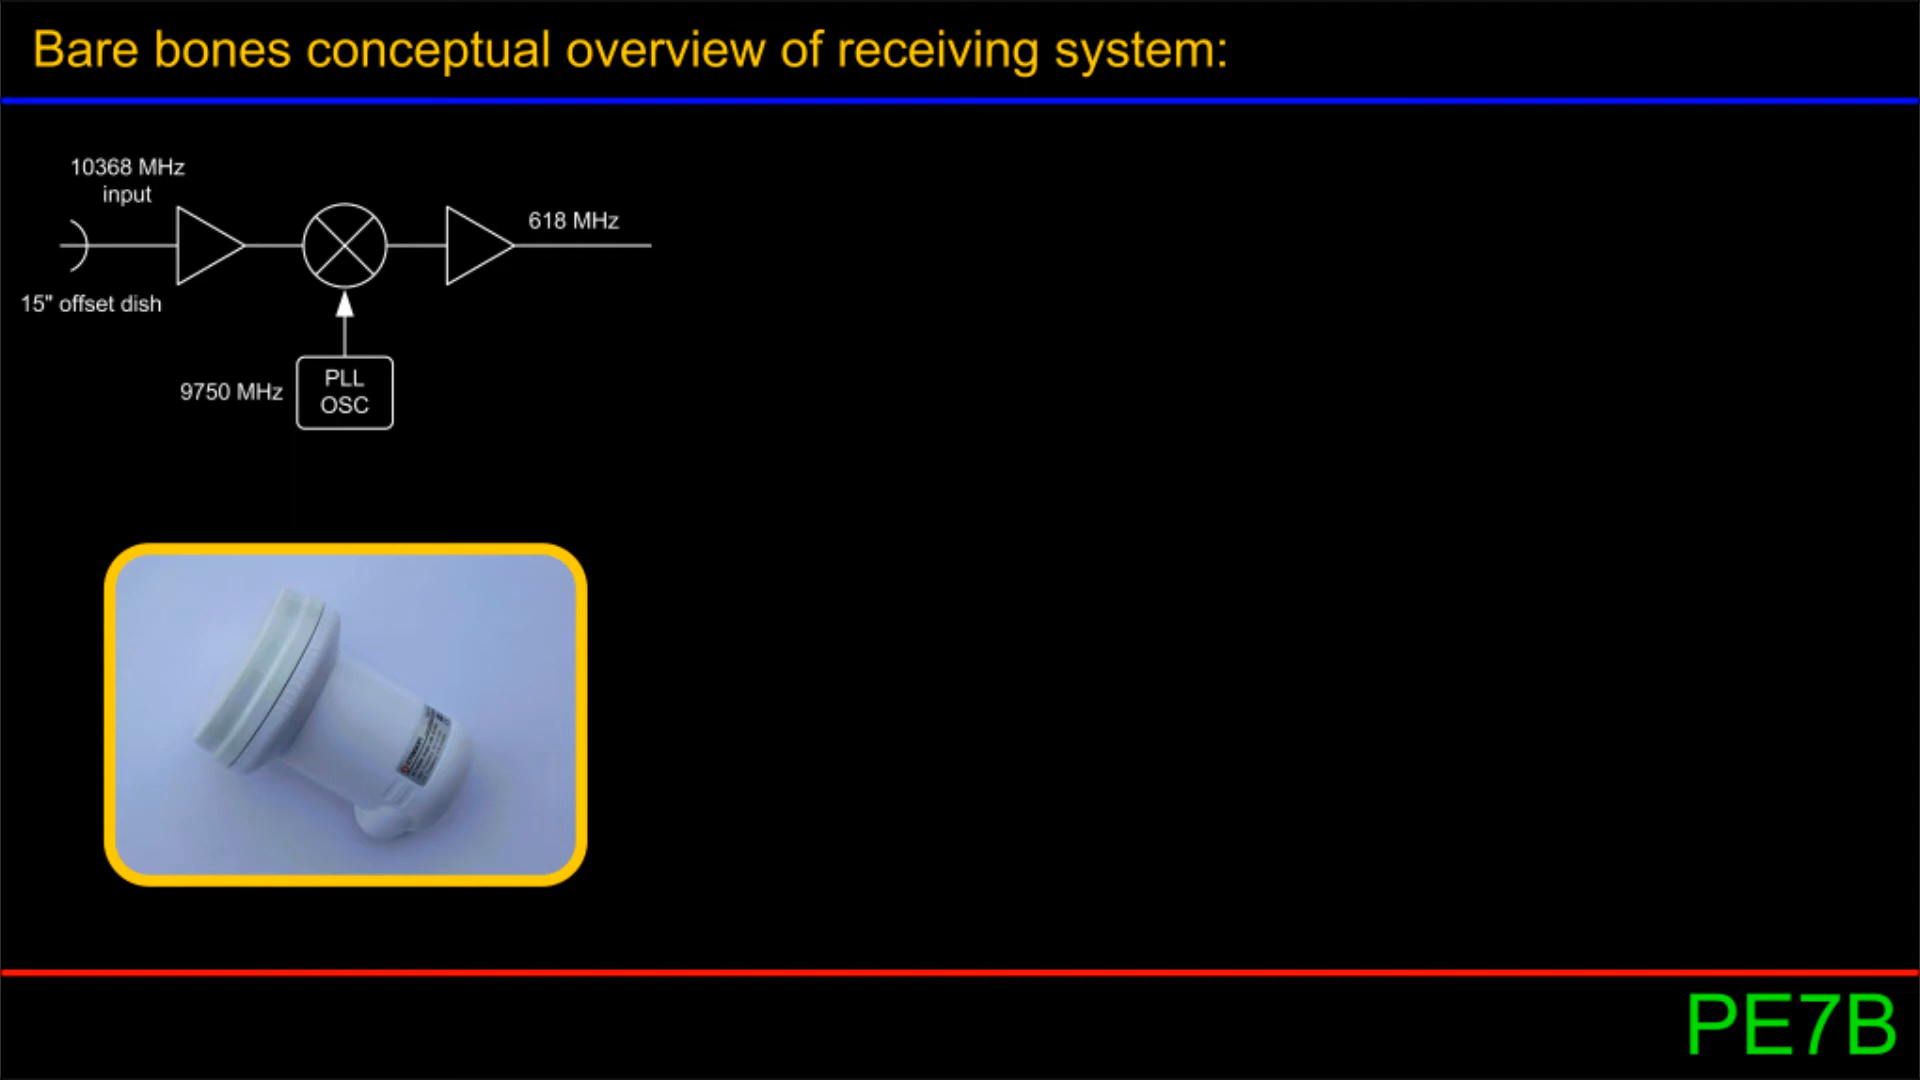 Bare bones conceptual overview of receiving system:
10368 MHz
input
618 MHz
15" offset dish
9750 MHz
PLL
OSC
PE7B